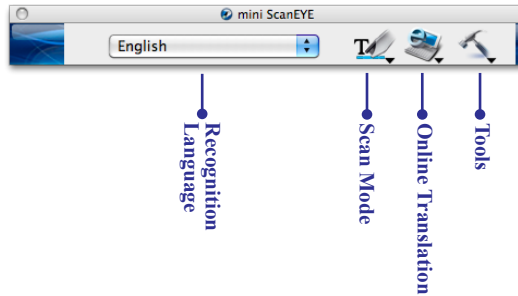 mini ScanEYE
English
T
Recognition
Language
Scan Mode
Online Translation
Tools